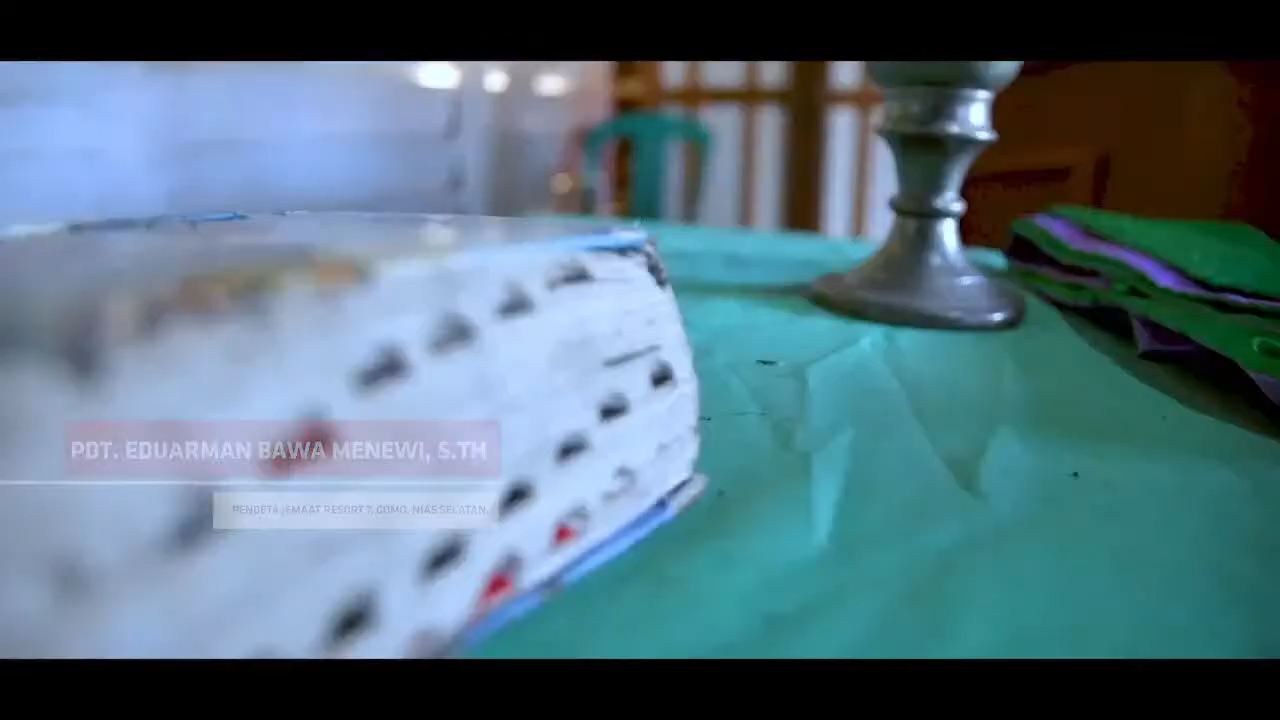 PDT. EDUARMAN BAWA MENEWI, S.TH
PENDETA JEMAAT RESORT 7, GOMO, NIAS SELATAN.